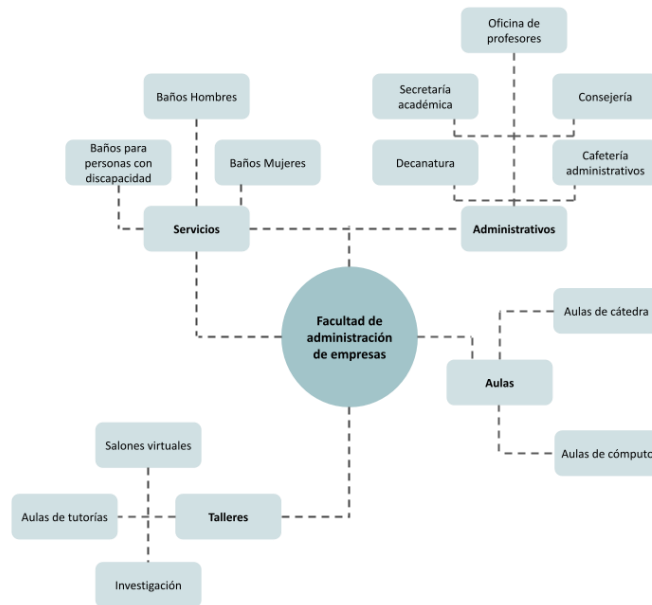 Oficina de
profesores
Secretaría
académica
Consejería
Baños Hombres
Baños para
personas con
discapacidad
Baños Mujeres
Decanatura
Cafetería
administrativos
Servicios
Administrativos
Facultad de
administración
de empresas
Aulas de cátedra
Aulas
Aulas de cómputo
Salones virtuales
Aulas de tutorías
Talleres
Investigación